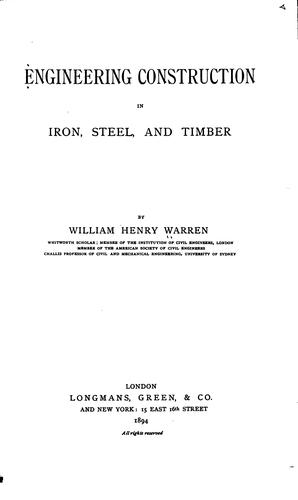 ENGINEERING CONSTRUCTION
IN
IRON, STEEL, AND TIMBER
BY
WILLIAM HENRY WARREN
WHITWORTH SCHOLAR; MEMBER OF THE INSTITUTION OF CIVIL ENGINEERS, LONDON
MEMBER OF THE AMERICAN SOCIETY OF CIVIL ENGINEERS
CHALLIS PROFESSOR OF CIVIL AND MECHANICAL ENGINEERING, UNIVERSITY OF SYDNEY
LONDON
LONGMANS, GREEN, & CO.
AND NEW YORK: 15 EAST 16th STREET
1894
All rights reserved